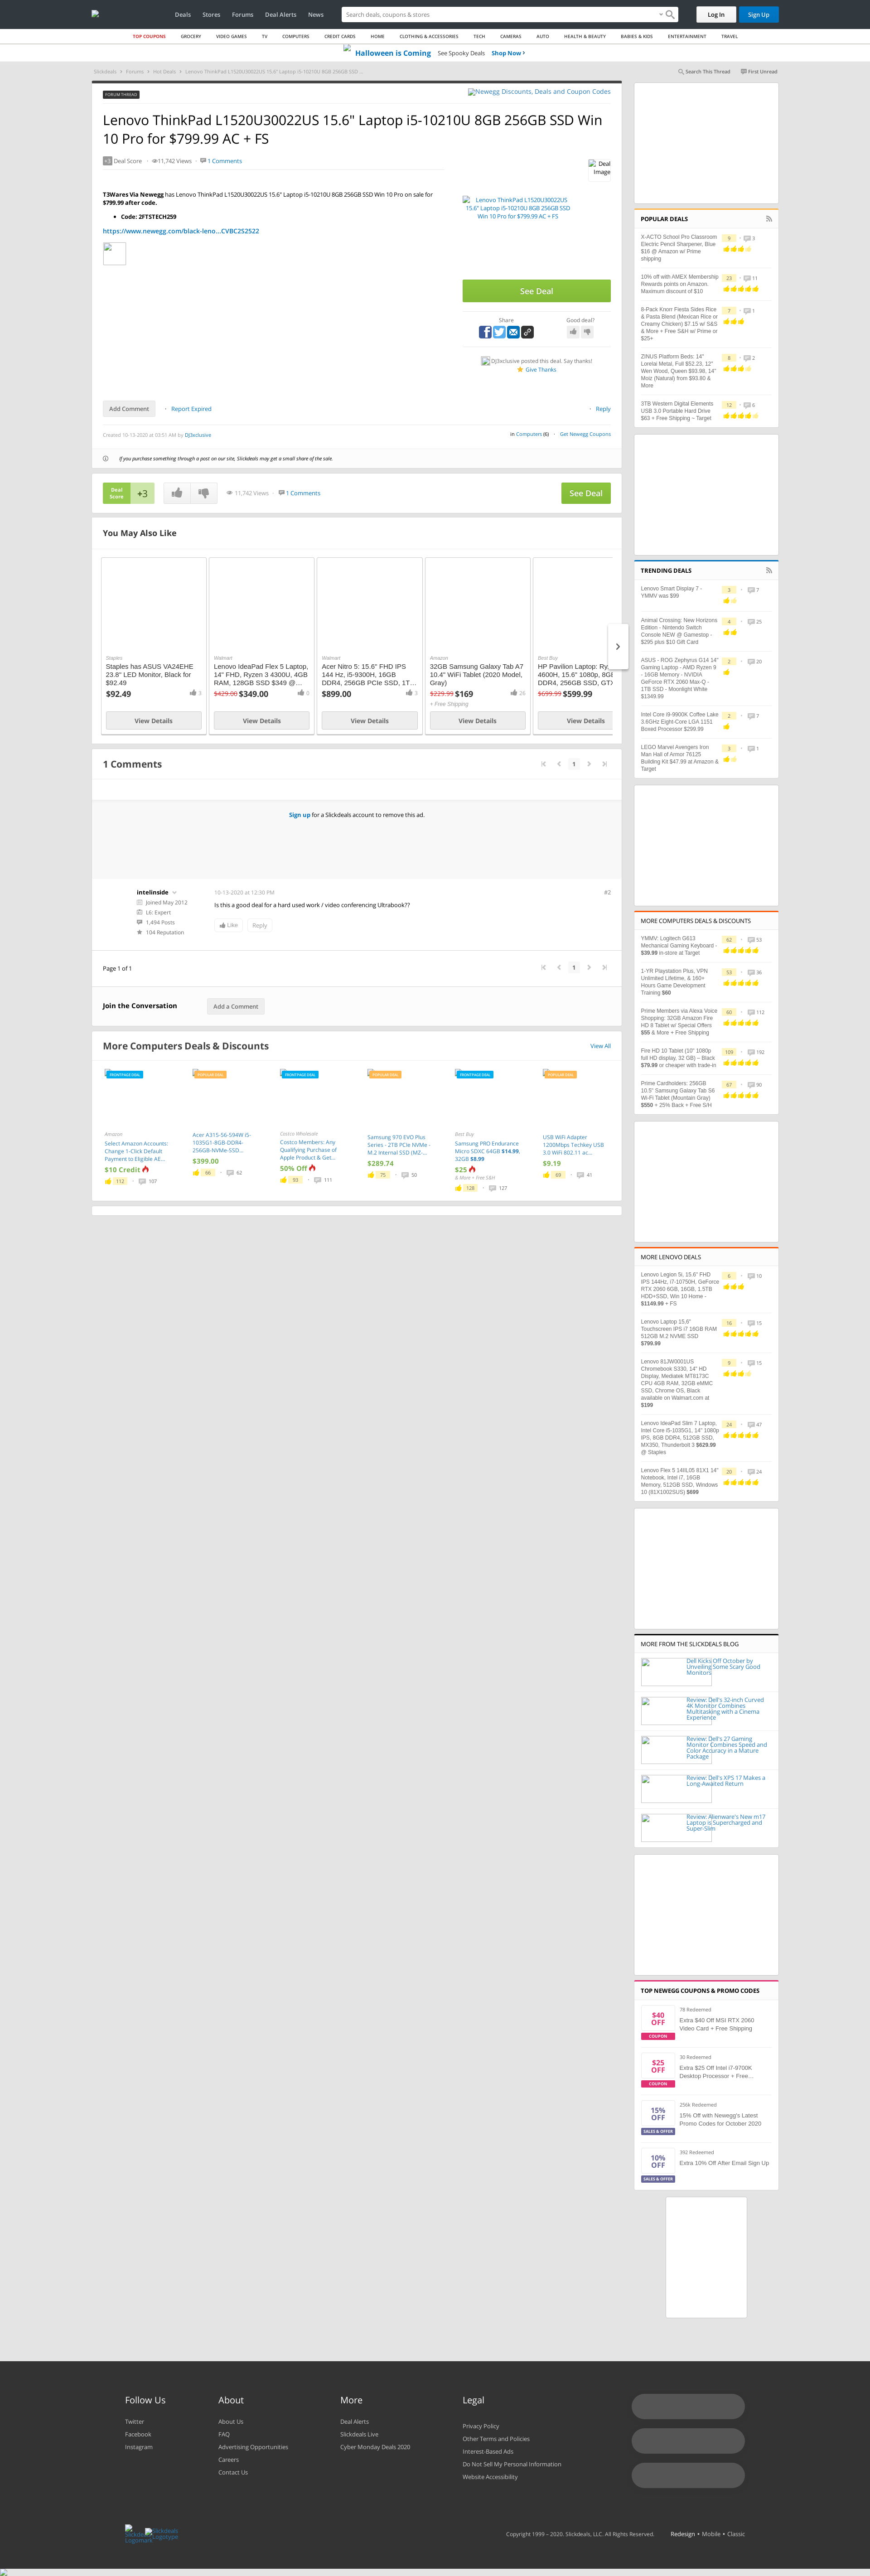 Deals Stores Forums Deal Alerts News
Search deals, coupons & stores
Log In Sign Up
TOP COUPONS GROCERY VIDEO GAMES TV COMPUTERS CREDIT CARDS HOME CLOTHING & ACCESSORIES TECH CAMERAS AUTO HEALTH & BEAUTY BABIES & KIDS ENTERTAINMENT TRAVEL
Halloween is Coming See Spooky Deals Shop Now ›
Slickdeals > Forums > Hot Deals > Lenovo ThinkPad L1520U30022US 15.6" Laptop i5-10210U 8GB 256GB SSD ...
Search This Thread First Unread
FORUM THREAD
Newegg Discounts, Deals and Coupon Codes
Lenovo ThinkPad L1520U30022US 15.6" Laptop i5-10210U 8GB 256GB SSD Win
10 Pro for $799.99 AC + FS
+3 Deal Score 11,742 Views 1 Comments
Deal
Image
T3Wares Via Newegg has Lenovo ThinkPad L1520U30022US 15.6" Laptop i5-10210U 8GB 256GB SSD Win 10 Pro on sale for
$799.99 after code.
• Code: 2FTSTECH259
https://www.newegg.com/black-leno...CVBC2S2522
Lenovo ThinkPad L1520U30022US
15.6" Laptop i5-10210U 8GB 256GB SSD
Win 10 Pro for $799.99 AC + FS
See Deal
Share Good deal?
DJ3xclusive posted this deal. Say thanks!
Give Thanks
Add Comment Report Expired Reply
Created 10-13-2020 at 03:51 AM by DJ3xclusive
in Computers (6) Get Newegg Coupons
If you purchase something through a post on our site, Slickdeals may get a small share of the sale.
Deal
Score
+3
11,742 Views 1 Comments
See Deal
You May Also Like
Staples
Staples has ASUS VA24EHE
23.8" LED Monitor, Black for
$92.49
$92.49 3
View Details
Walmart
Lenovo IdeaPad Flex 5 Laptop,
14" FHD, Ryzen 3 4300U, 4GB
RAM, 128GB SSD $349 @ ...
$429.00 $349.00 0
View Details
Walmart
Acer Nitro 5: 15.6" FHD IPS
144 Hz, i5-9300H, 16GB
DDR4, 256GB PCIe SSD, 1T...
$899.00 3
View Details
Amazon
32GB Samsung Galaxy Tab A7
10.4" WiFi Tablet (2020 Model,
Gray)
$229.99 $169 26
+ Free Shipping
View Details
Best Buy
HP Pavilion Laptop: Ry
4600H, 15.6" 1080p, 8GB
DDR4, 256GB SSD, GTX
$699.99 $599.99
View Details
1 Comments
1
Sign up for a Slickdeals account to remove this ad.
intelinside
Joined May 2012
L6: Expert
1,494 Posts
104 Reputation
10-13-2020 at 12:30 PM #2
Is this a good deal for a hard used work / video conferencing Ultrabook??
Like Reply
Page 1 of 1
1
Join the Conversation Add a Comment
More Computers Deals & Discounts View All
FRONTPAGE DEAL
Amazon
Select Amazon Accounts:
Change 1-Click Default
Payment to Eligible AE...
$10 Credit
112 107
POPULAR DEAL
Acer A315-56-594W i5-
1035G1-8GB-DDR4-
256GB-NVMe-SSD...
$399.00
66 62
FRONTPAGE DEAL
Costco Wholesale
Costco Members: Any
Qualifying Purchase of
Apple Product & Get...
50% Off
93 111
POPULAR DEAL
Samsung 970 EVO Plus
Series - 2TB PCIe NVMe -
M.2 Internal SSD (MZ-...
$289.74
75 50
FRONTPAGE DEAL
Best Buy
Samsung PRO Endurance
Micro SDXC 64GB $14.99,
32GB $8.99
$25
& More + Free S&H
128 127
POPULAR DEAL
USB WiFi Adapter
1200Mbps Techkey USB
3.0 WiFi 802.11 ac...
$9.19
69 41
POPULAR DEALS
X-ACTO School Pro Classroom
Electric Pencil Sharpener, Blue
$16 @ Amazon w/ Prime
shipping
9 3
10% off with AMEX Membership
Rewards points on Amazon.
Maximum discount of $10
23 11
8-Pack Knorr Fiesta Sides Rice
& Pasta Blend (Mexican Rice or
Creamy Chicken) $7.15 w/ S&S
& More + Free S&H w/ Prime or
$25+
7 1
ZINUS Platform Beds: 14"
Lorelai Metal, Full $52.23, 12"
Wen Wood, Queen $93.98, 14"
Moiz (Natural) from $93.80 &
More
8 2
3TB Western Digital Elements
USB 3.0 Portable Hard Drive
$63 + Free Shipping ~ Target
12 6
TRENDING DEALS
Lenovo Smart Display 7 -
YMMV was $99
3 7
Animal Crossing: New Horizons
Edition - Nintendo Switch
Console NEW @ Gamestop -
$295 plus $10 Gift Card
4 25
ASUS - ROG Zephyrus G14 14"
Gaming Laptop - AMD Ryzen 9
- 16GB Memory - NVIDIA
GeForce RTX 2060 Max-Q -
1TB SSD - Moonlight White
$1349.99
2 20
Intel Core i9-9900K Coffee Lake
3.6GHz Eight-Core LGA 1151
Boxed Processor $299.99
2 7
LEGO Marvel Avengers Iron
Man Hall of Armor 76125
Building Kit $47.99 at Amazon &
Target
3 1
MORE COMPUTERS DEALS & DISCOUNTS
YMMV: Logitech G613
Mechanical Gaming Keyboard -
$39.99 in-store at Target
62 53
1-YR Playstation Plus, VPN
Unlimited Lifetime, & 160+
Hours Game Development
Training $60
53 36
Prime Members via Alexa Voice
Shopping: 32GB Amazon Fire
HD 8 Tablet w/ Special Offers
$55 & More + Free Shipping
60 112
Fire HD 10 Tablet (10" 1080p
full HD display, 32 GB) – Black
$79.99 or cheaper with trade-in
109 192
Prime Cardholders: 256GB
10.5" Samsung Galaxy Tab S6
Wi-Fi Tablet (Mountain Gray)
$550 + 25% Back + Free S/H
67 90
MORE LENOVO DEALS
Lenovo Legion 5i, 15.6" FHD
IPS 144Hz, i7-10750H, GeForce
RTX 2060 6GB, 16GB, 1.5TB
HDD+SSD, Win 10 Home -
$1149.99 + FS
6 10
Lenovo Laptop 15.6"
Touchscreen IPS i7 16GB RAM
512GB M.2 NVME SSD
$799.99
16 15
Lenovo 81JW0001US
Chromebook S330, 14" HD
Display, Mediatek MT8173C
CPU 4GB RAM, 32GB eMMC
SSD, Chrome OS, Black
available on Walmart.com at
$199
9 15
Lenovo IdeaPad Slim 7 Laptop,
Intel Core i5-1035G1, 14" 1080p
IPS, 8GB DDR4, 512GB SSD,
MX350, Thunderbolt 3 $629.99
@ Staples
24 47
Lenovo Flex 5 14IIL05 81X1 14"
Notebook, Intel i7, 16GB
Memory, 512GB SSD, Windows
10 (81X1002SUS) $699
20 24
MORE FROM THE SLICKDEALS BLOG
Dell Kicks Off October by
Unveiling Some Scary Good
Monitors
Review: Dell's 32-inch Curved
4K Monitor Combines
Multitasking with a Cinema
Experience
Review: Dell's 27 Gaming
Monitor Combines Speed and
Color Accuracy in a Mature
Package
Review: Dell's XPS 17 Makes a
Long-Awaited Return
Review: Alienware's New m17
Laptop is Supercharged and
Super-Slim
TOP NEWEGG COUPONS & PROMO CODES
$40
OFF
COUPON
78 Redeemed
Extra $40 Off MSI RTX 2060
Video Card + Free Shipping
$25
OFF
COUPON
30 Redeemed
Extra $25 Off Intel i7-9700K
Desktop Processor + Free...
15%
OFF
SALES & OFFER
256k Redeemed
15% Off with Newegg's Latest
Promo Codes for October 2020
10%
OFF
SALES & OFFER
392 Redeemed
Extra 10% Off After Email Sign Up
Follow Us
Twitter
Facebook
Instagram
About
About Us
FAQ
Advertising Opportunities
Careers
Contact Us
More
Deal Alerts
Slickdeals Live
Cyber Monday Deals 2020
Legal
Privacy Policy
Other Terms and Policies
Interest-Based Ads
Do Not Sell My Personal Information
Website Accessibility
Slickdeals
Logomark
Slickdeals
Logotype
Copyright 1999 - 2020. Slickdeals, LLC. All Rights Reserved. Redesign • Mobile • Classic